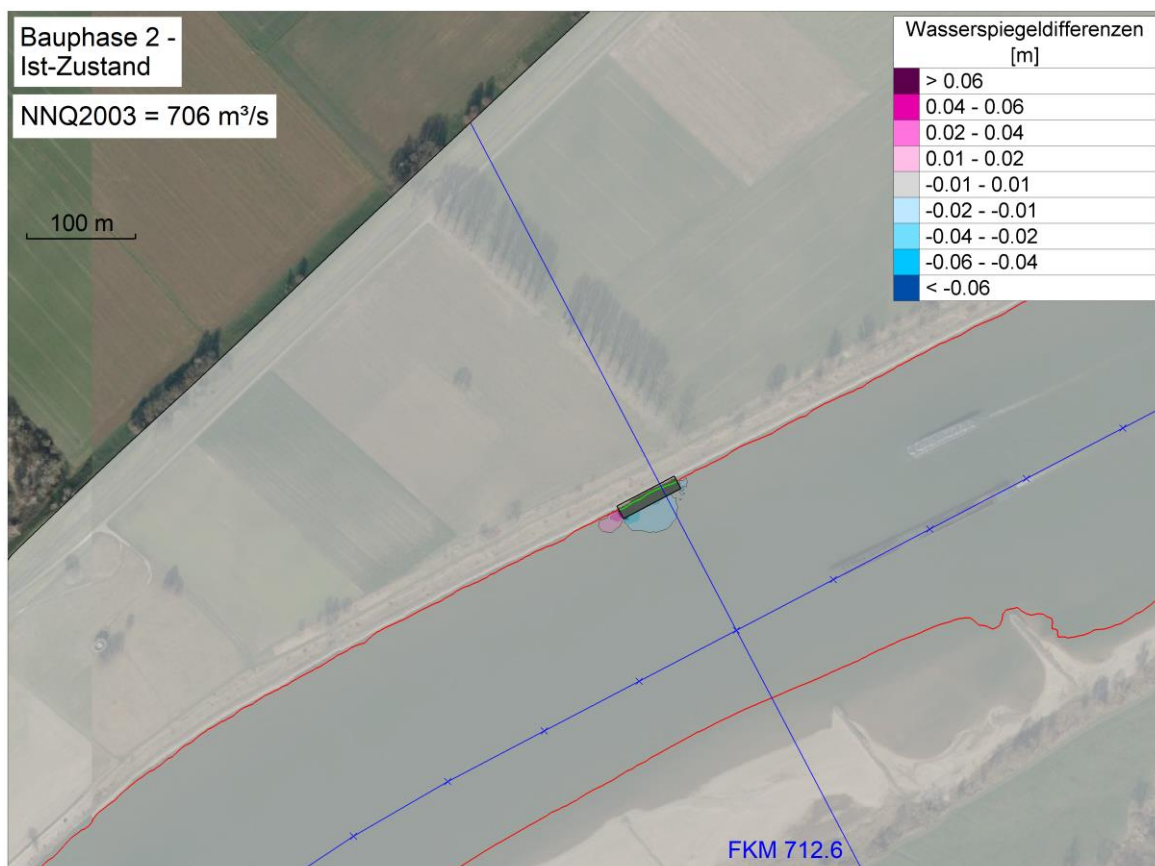 Bauphase 2 -
Ist-Zustand
NNQ2003 = 706 m³/s
100 m
Wasserspiegeldifferenzen
[m]
> 0.06
0.04 - 0.06
0.02 - 0.04
0.01 - 0.02
-0.01 - 0.01
-0.02 - -0.01
-0.04 - -0.02
-0.06 - -0.04
< -0.06
FKM 712.6